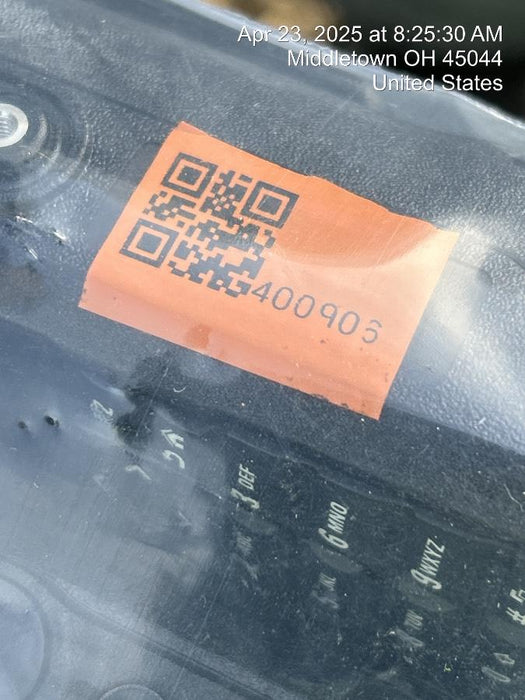 Apr 23, 2025 at 8:25:30 AM
Middletown OH 45044
United States
400906
3 DEF
6 MNO
9 WXYZ
#